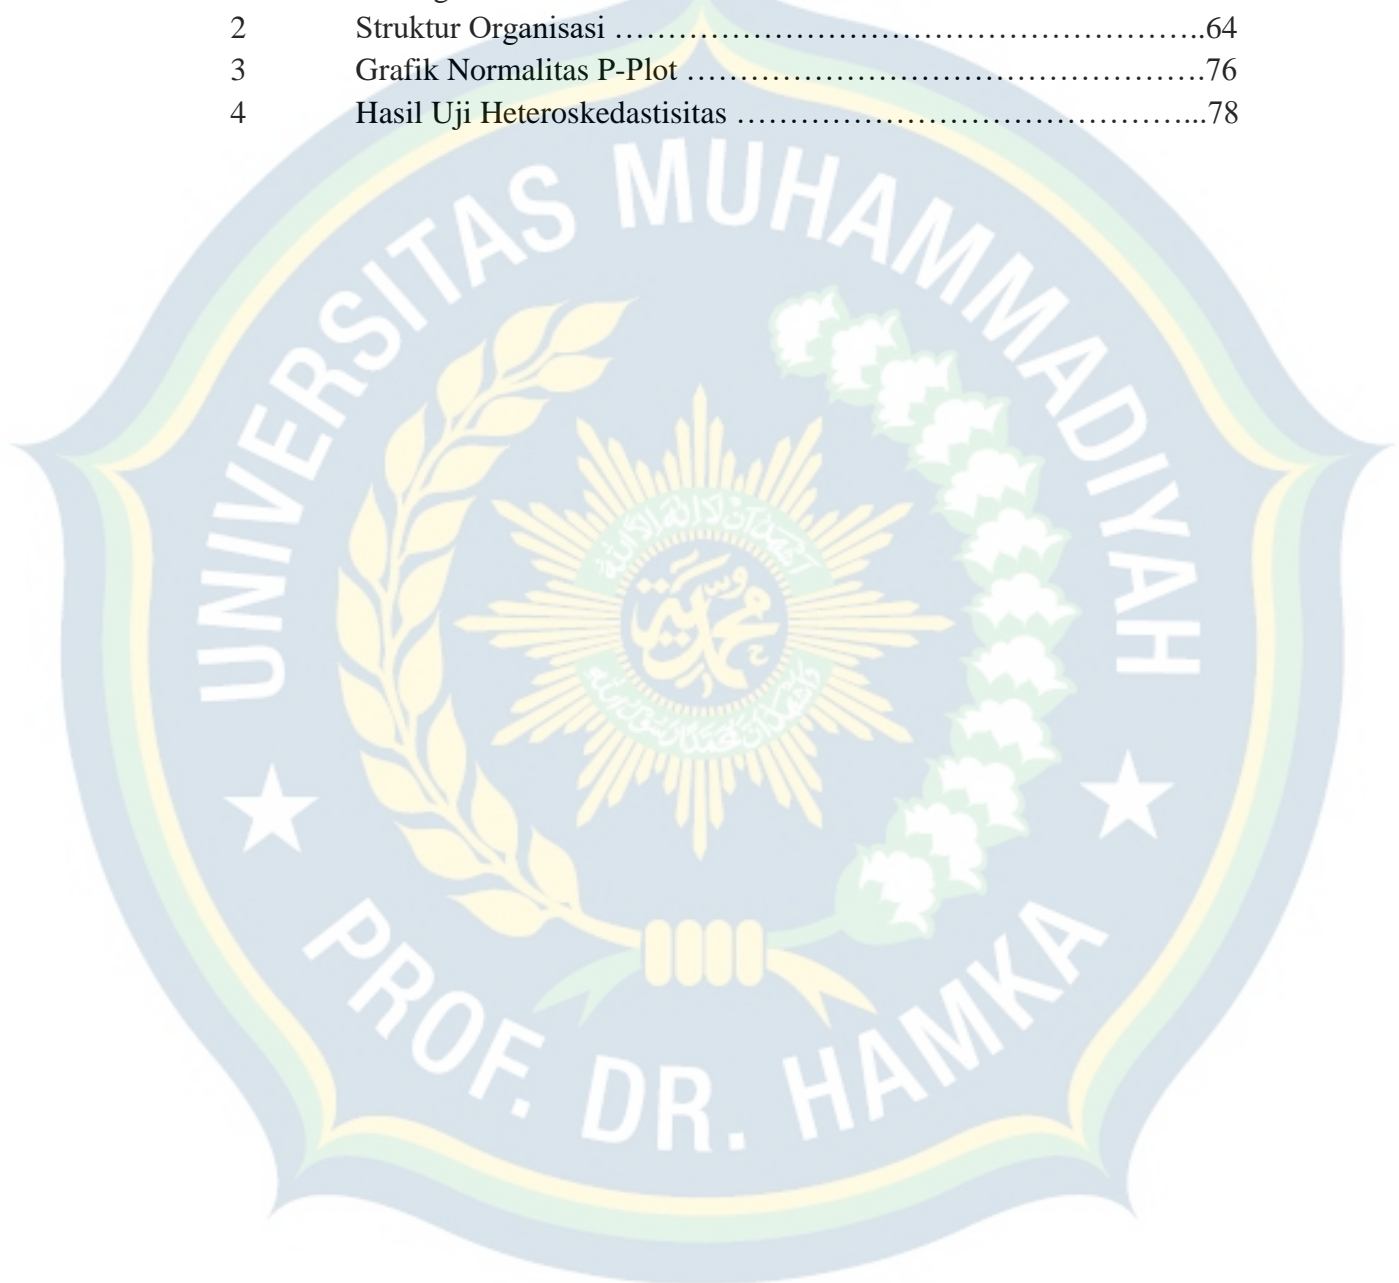 2 Struktur Organisasi …………………………………………………..64
3 Grafik Normalitas P-Plot …………………………………………….76
4 Hasil Uji Heteroskedastisitas ……………………………………...78
UNIVERSITAS MUHAMMADIYAH
محمدية
PROF. DR. HAMKA